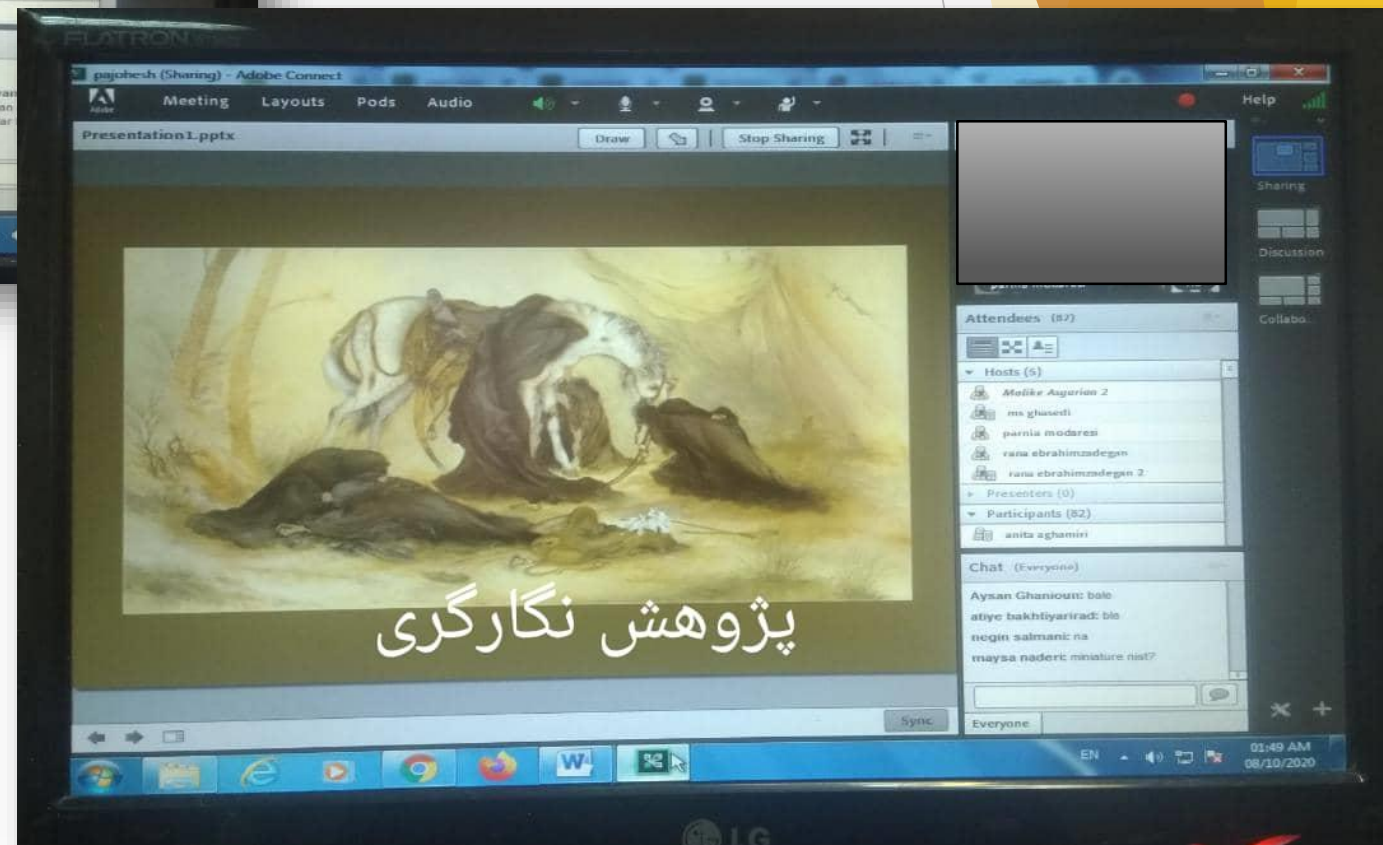 FLATRON
pajohesh (Sharing) - Adobe Connect
Adobe
Meeting Layouts Pods Audio Help
Presentation1.pptx Draw Stop Sharing
Sharing
Discussion
Collabo...
پژوهش نگارگری
Attendees (87)
Hosts (5)
Malike Asgarian 2
ms ghasedi
parnia modaresi
rana ebrahimzadegan
rana ebrahimzadegan 2
Presenters (0)
Participants (82)
anita aghamiri
Chat (Everyone)
Aysan Ghanioun: bale
atiye bakhtiyarirad: ble
negin salmani: na
maysa naderi: miniature nist?
Everyone
Sync
EN
01:49 AM
08/10/2020
LG